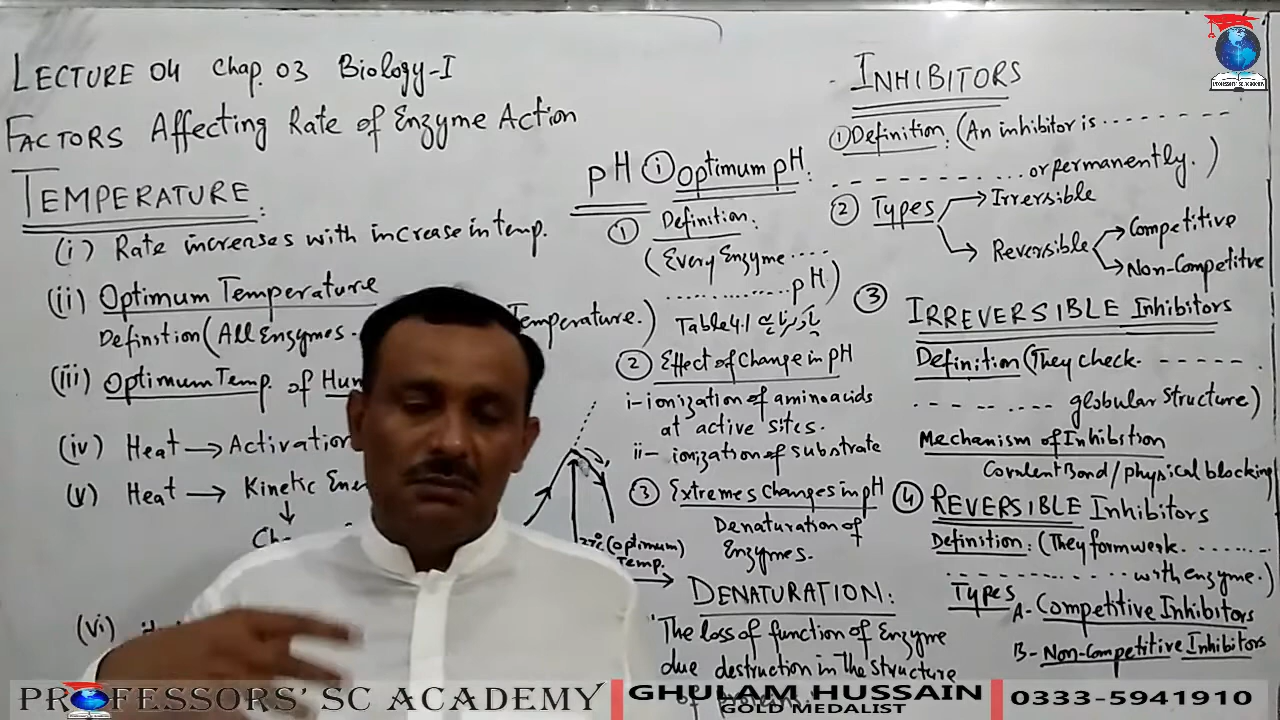 LECTURE 04 Chap. 03 Biology-I
FACTORS Affecting Rate of Enzyme Action
TEMPERATURE:
(i) Rate increases with increase in temp.
(ii) Optimum Temperature
Definition (All Enzymes. Temperature.)
(iii) Optimum Temp. of
(iv) Heat → Activation
(v) Heat → Kinetic
(vi)
37°C (optimum)
Temp.
pH ① Optimum pH.
① Definition.
(Every Enzyme ....
.............. pH)
Table 4.1
② Effect of Change in pH
i- ionization of aminoacids
at active sites.
ii- ionization of substrate
③ Extremes Changes in pH
Denaturation of
Enzymes.
DENATURATION:
"The loss of function of Enzyme
due destruction in the structure
INHIBITORS
① Definition: (An inhibitor is ........
............ or permanently.)
② Types → Irreversible
→ Reversible → Competitive
→ Non-Competitve
③ IRREVERSIBLE Inhibitors
Definition (They check ......
........ globular structure)
Mechanism of Inhibition
Covalent Bond / physical blocking
④ REVERSIBLE Inhibitors
Definition: (They form weak ........
............. with enzyme.)
Types
A- Competitive Inhibitors
B- Non-Competitive Inhibitors
PROFESSORS' SC ACADEMY
GHULAM HUSSAIN
GOLD MEDALIST
0333-5941910
PROFESSORS' SC ACADEMY